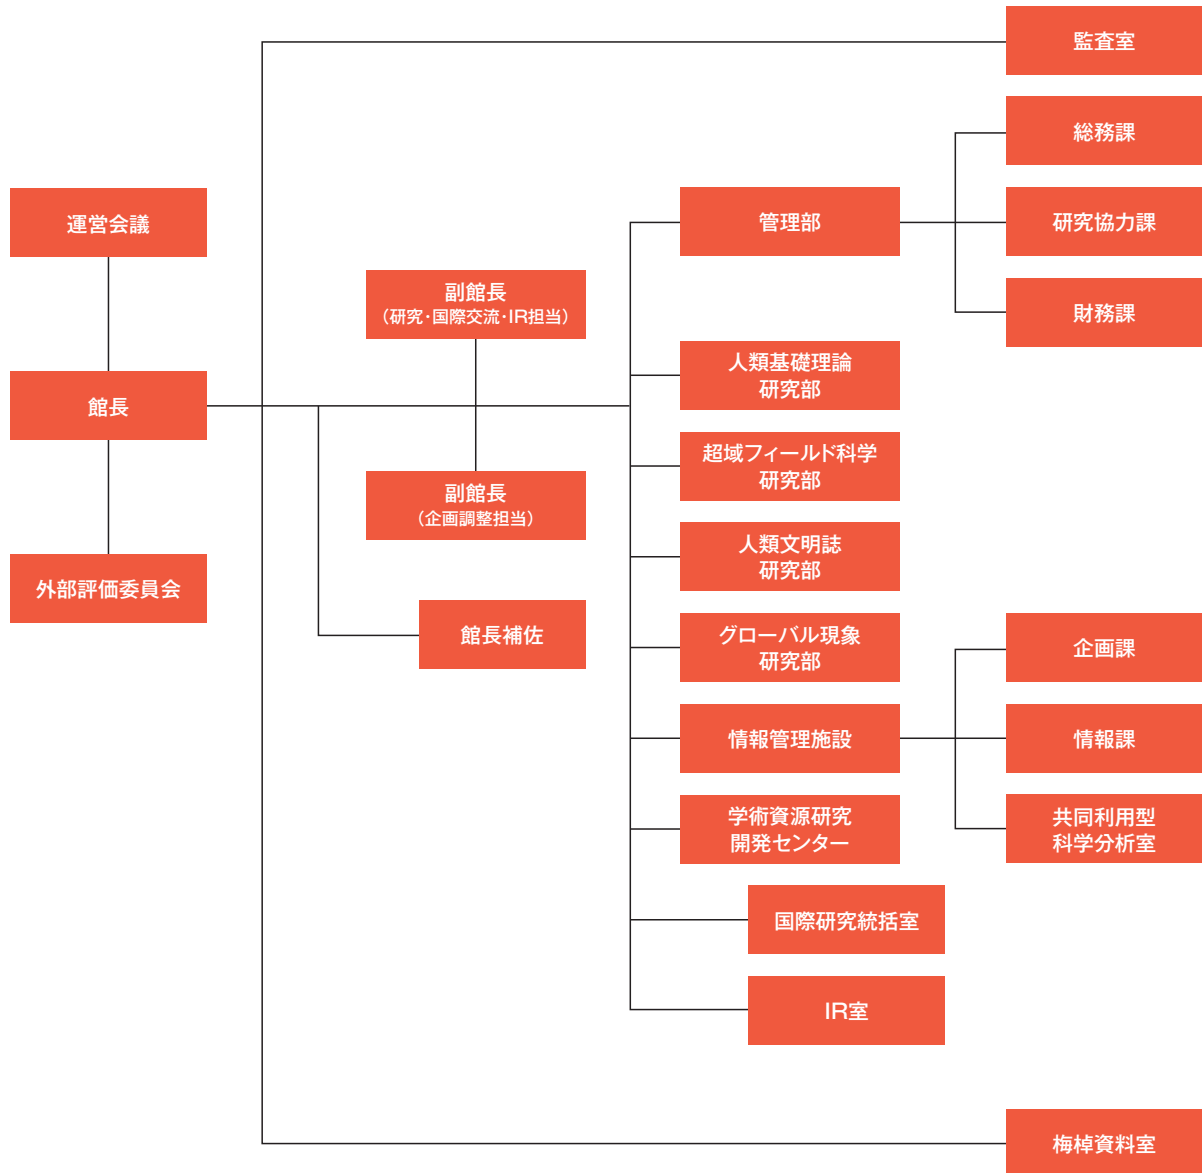 監査室
総務課
運営会議
管理部
研究協力課
副館長
（研究・国際交流・IR担当）
財務課
人類基礎理論
研究部
館長
超域フィールド科学
研究部
副館長
（企画調整担当）
人類文明誌
研究部
外部評価委員会
館長補佐
グローバル現象
研究部
企画課
情報管理施設
情報課
学術資源研究
開発センター
共同利用型
科学分析室
国際研究統括室
IR室
梅棹資料室